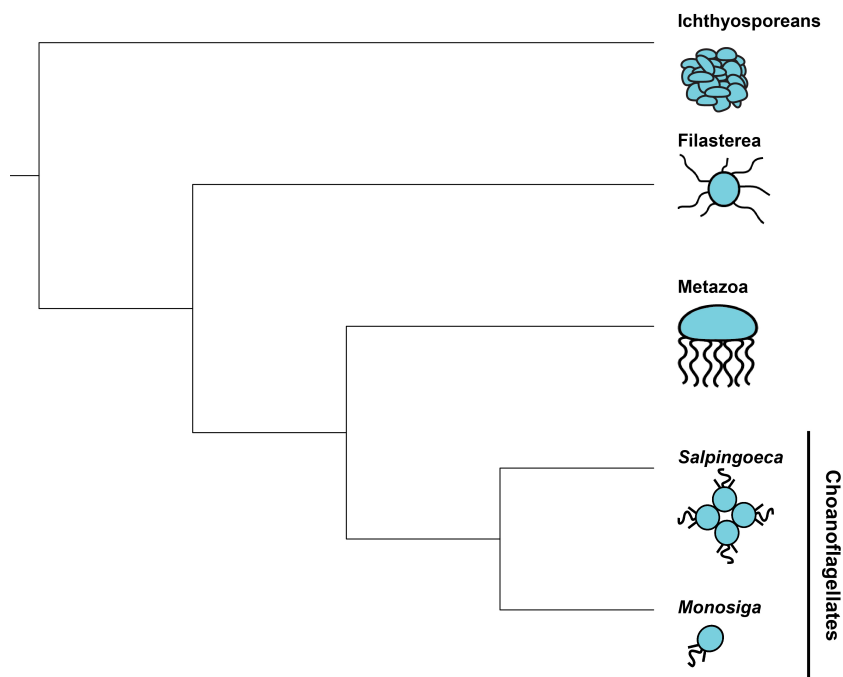 Ichthyosporeans
Filasterea
Metazoa
Salpingoeca
Monosiga
Choanoflagellates